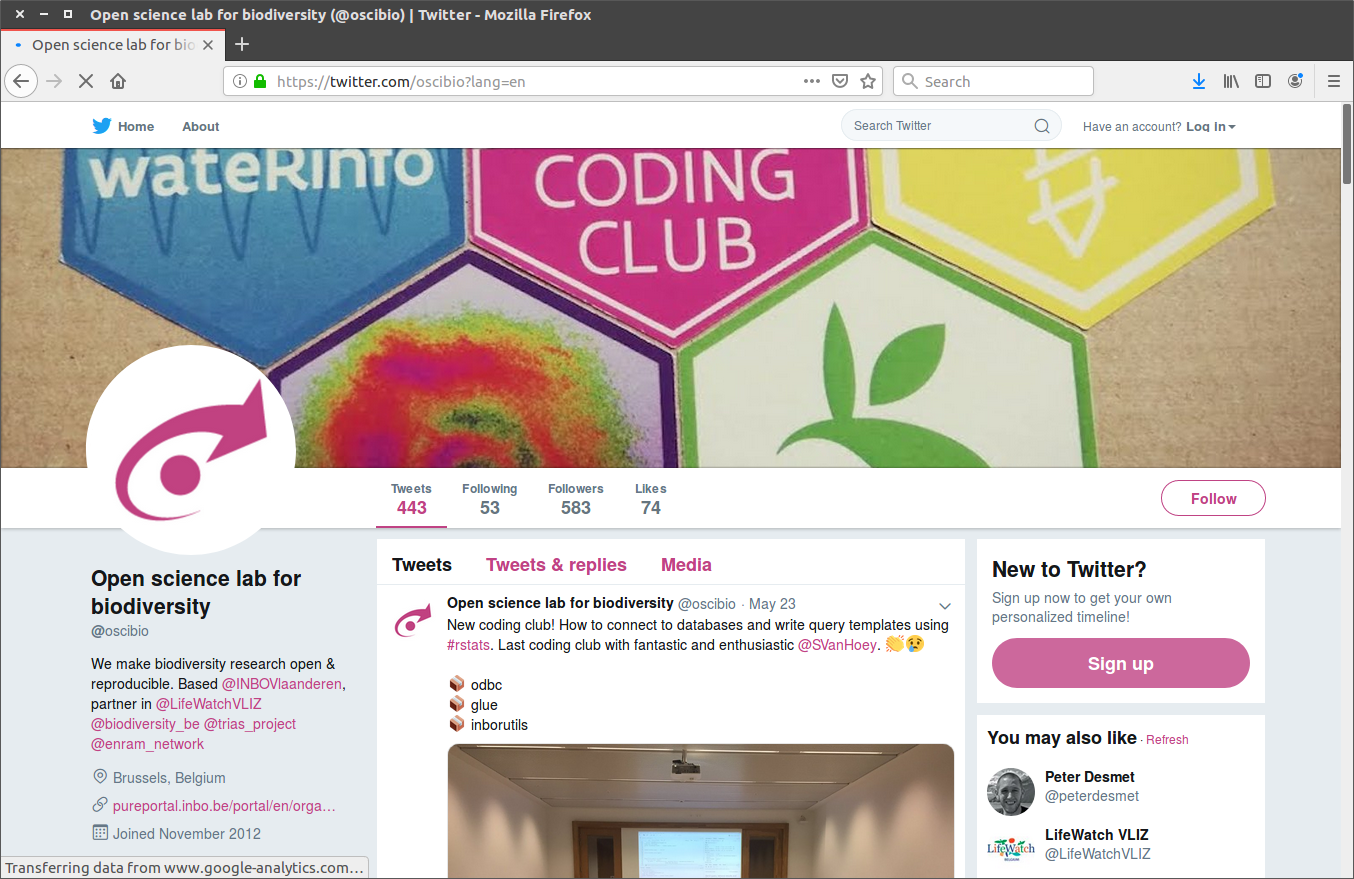 Open science lab for biodiversity (@oscibio) | Twitter - Mozilla Firefox
Open science lab for bio
https://twitter.com/oscibio?lang=en
Search
Home About
Search Twitter
Have an account? Log in
wateRinfo
CODING
CLUB
Tweets Following Followers Likes
443 53 583 74
Follow
Open science lab for
biodiversity
@oscibio
We make biodiversity research open &
reproducible. Based @INBOVlaanderen,
partner in @LifeWatchVLIZ
@biodiversity_be @trias_project
@enram_network
Brussels, Belgium
pureportal.inbo.be/portal/en/orga…
Joined November 2012
Tweets Tweets & replies Media
Open science lab for biodiversity @oscibio · May 23
New coding club! How to connect to databases and write query templates using
#rstats. Last coding club with fantastic and enthusiastic @SVanHoey. 👏😢
📦 odbc
📦 glue
📦 inborutils
New to Twitter?
Sign up now to get your own
personalized timeline!
Sign up
You may also like · Refresh
Peter Desmet
@peterdesmet
LifeWatch
LifeWatch VLIZ
@LifeWatchVLIZ
Transferring data from www.google-analytics.com…